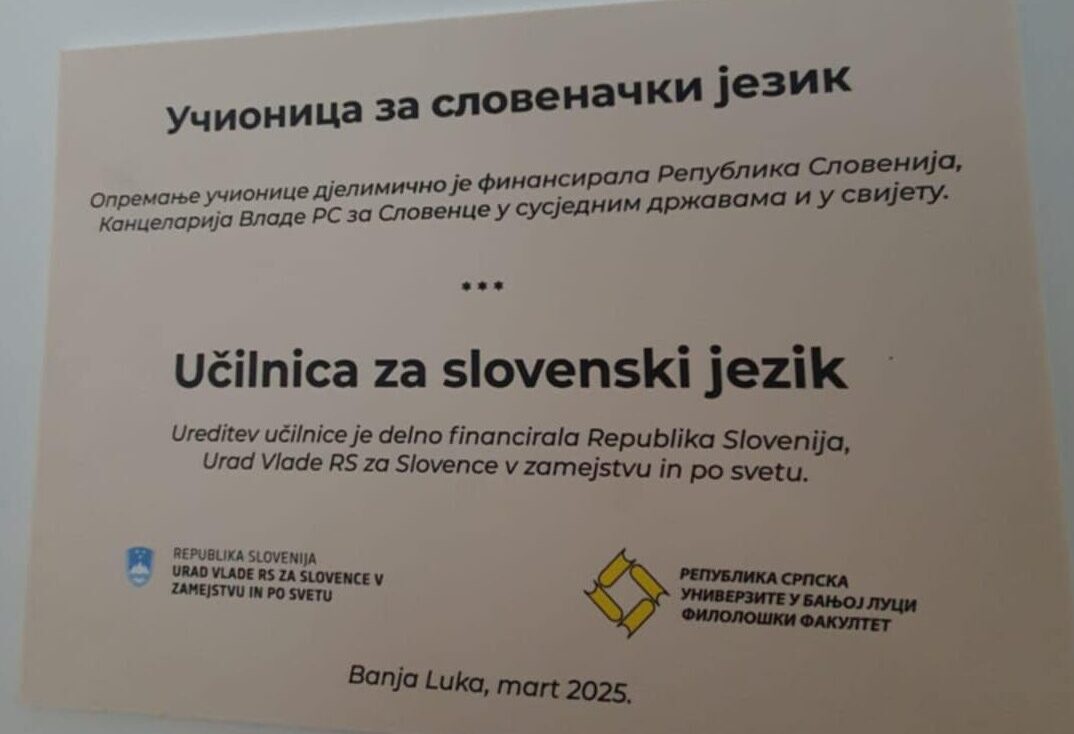 Учионица за словеначки језик
Опремање учионице дјелимично је финансирала Република Словенија,
Канцеларија Владе РС за Словенце у сусједним државама и у свијету.
***
Učilnica za slovenski jezik
Ureditev učilnice je delno financirala Republika Slovenija,
Urad Vlade RS za Slovence v zamejstvu in po svetu.
REPUBLIKA SLOVENIJA
URAD VLADE RS ZA SLOVENCE V
ZAMEJSTVU IN PO SVETU
РЕПУБЛИКА СРПСКА
УНИВЕРЗИТЕ У БАЊОЈ ЛУЦИ
ФИЛОЛОШКИ ФАКУЛТЕТ
Banja Luka, mart 2025.